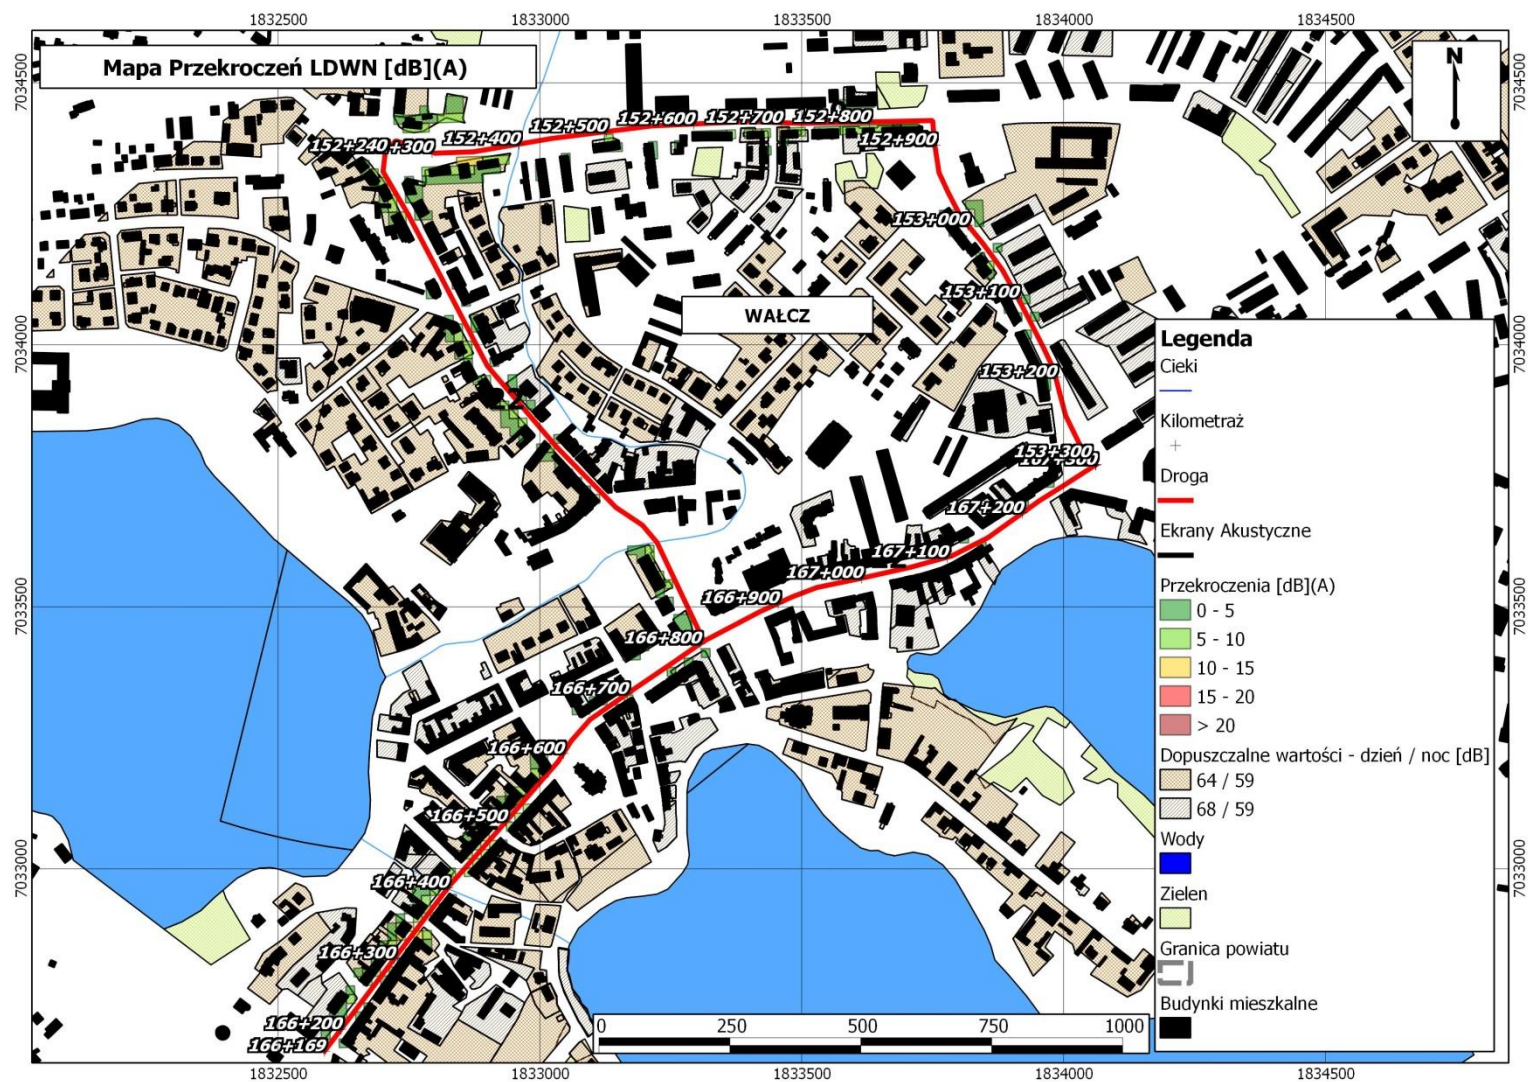 1832500 1833000 1833500 1834000 1834500
Mapa Przekroczeń LDWN [dB](A)
N
7034500
7034500
152+240
+300
152+400
152+500
152+600
152+700
152+800
152+900
153+000
153+100
WAŁCZ
7034000
7034000
153+200
153+300
167+200
167+100
167+000
166+900
7033500
7033500
166+800
166+700
166+600
166+500
7033000
7033000
166+400
166+300
166+200
166+169
Legenda
Cieki
Kilometraż
Droga
Ekrany Akustyczne
Przekroczenia [dB](A)
0 - 5
5 - 10
10 - 15
15 - 20
> 20
Dopuszczalne wartości - dzień / noc [dB]
64 / 59
68 / 59
Wody
Zielen
Granica powiatu
Budynki mieszkalne
0 250 500 750 1000
1832500 1833000 1833500 1834000 1834500